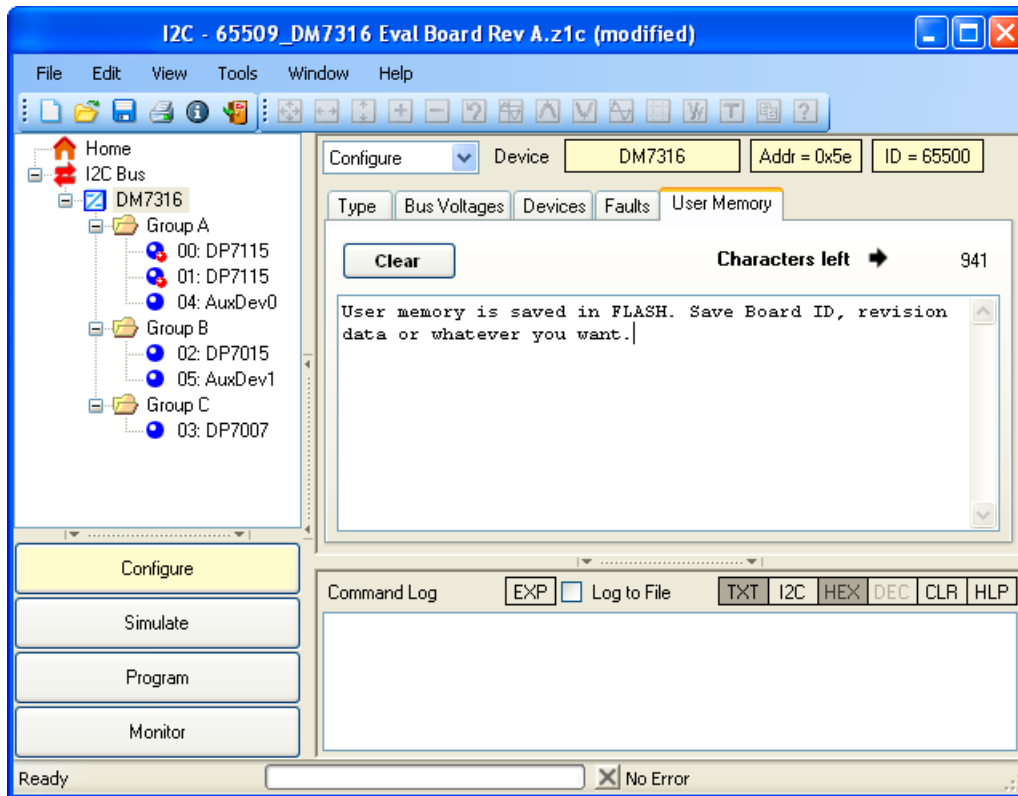 I2C - 65509_DM7316 Eval Board Rev A.z1c (modified)
File Edit View Tools Window Help
Home
I2C Bus
DM7316
Group A
00: DP7115
01: DP7115
04: AuxDev0
Group B
02: DP7015
05: AuxDev1
Group C
03: DP7007
Configure
Simulate
Program
Monitor
Configure Device DM7316 Addr = 0x5e ID = 65500
Type Bus Voltages Devices Faults User Memory
Clear Characters left 941
User memory is saved in FLASH. Save Board ID, revision
data or whatever you want.
Command Log EXP Log to File TXT I2C HEX DEC CLR HLP
Ready No Error